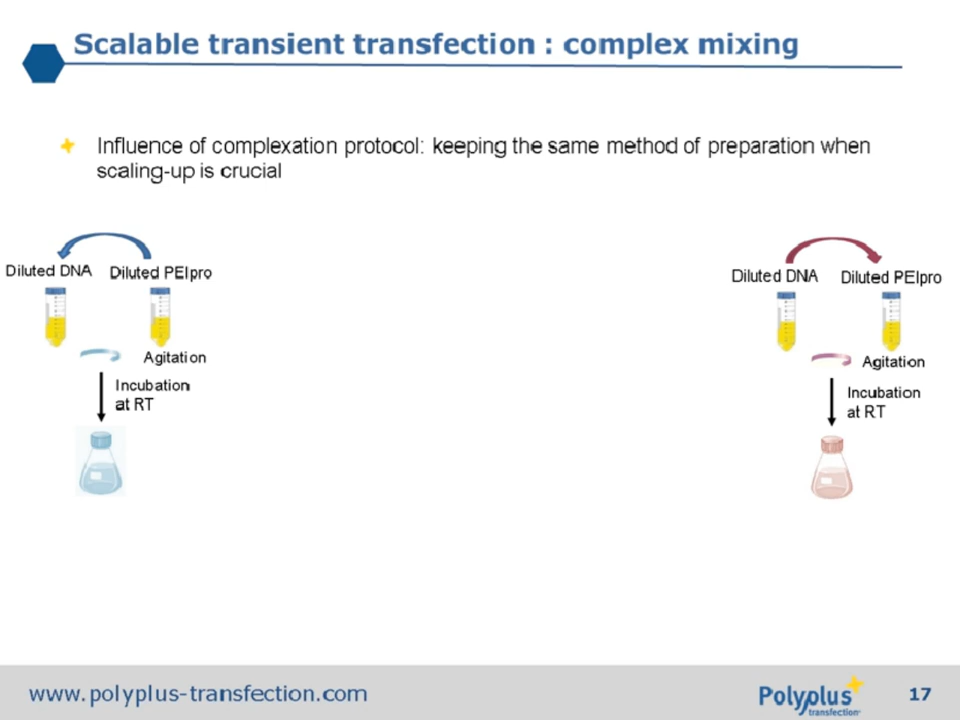 Scalable transient transfection : complex mixing
Influence of complexation protocol: keeping the same method of preparation when
scaling-up is crucial
Diluted DNA
Diluted PEIpro
Agitation
Incubation
at RT
Diluted DNA
Diluted PEIpro
Agitation
Incubation
at RT
www.polyplus-transfection.com
Polyplus
transfection
17